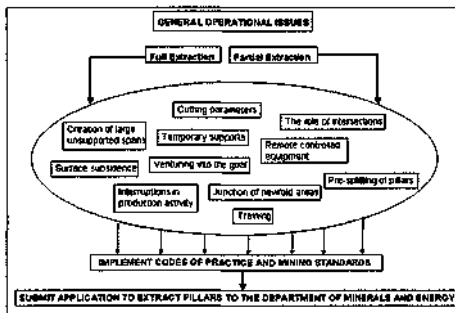 GENERAL OPERATIONAL ISSUES
Full Extraction
Partial Extraction
Cutting parameters
The role of intersections
Creation of large
unsupported spans
Temporary supports
Remote controlled
equipment
Surface subsidence
Venturing into the goaf
Pre-splitting of pillars
Interruptions in
production activity
Junction of new/old areas
Training
IMPLEMENT CODES OF PRACTICE AND MINING STANDARDS
SUBMIT APPLICATION TO EXTRACT PILLARS TO THE DEPARTMENT OF MINERALS AND ENERGY